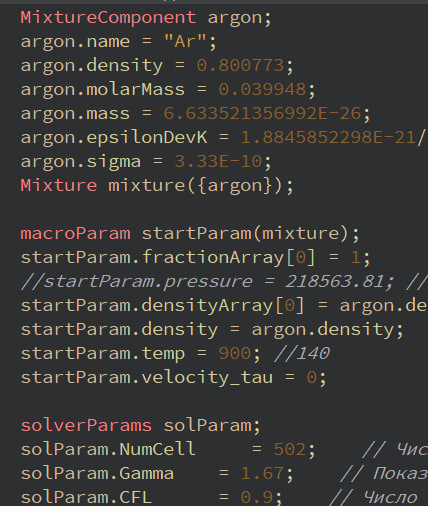 MixtureComponent argon;
argon.name = "Ar";
argon.density = 0.800773;
argon.molarMass = 0.039948;
argon.mass = 6.633521356992E-26;
argon.epsilonDevK = 1.8845852298E-21/
argon.sigma = 3.33E-10;
Mixture mixture({argon});
macroParam startParam(mixture);
startParam.fractionArray[0] = 1;
//startParam.pressure = 218563.81; //
startParam.densityArray[0] = argon.de
startParam.density = argon.density;
startParam.temp = 900; //140
startParam.velocity_tau = 0;
solverParams solParam;
solParam.NumCell = 502; // Чис
solParam.Gamma = 1.67; // Показ
solParam.CFL = 0.9; // Число